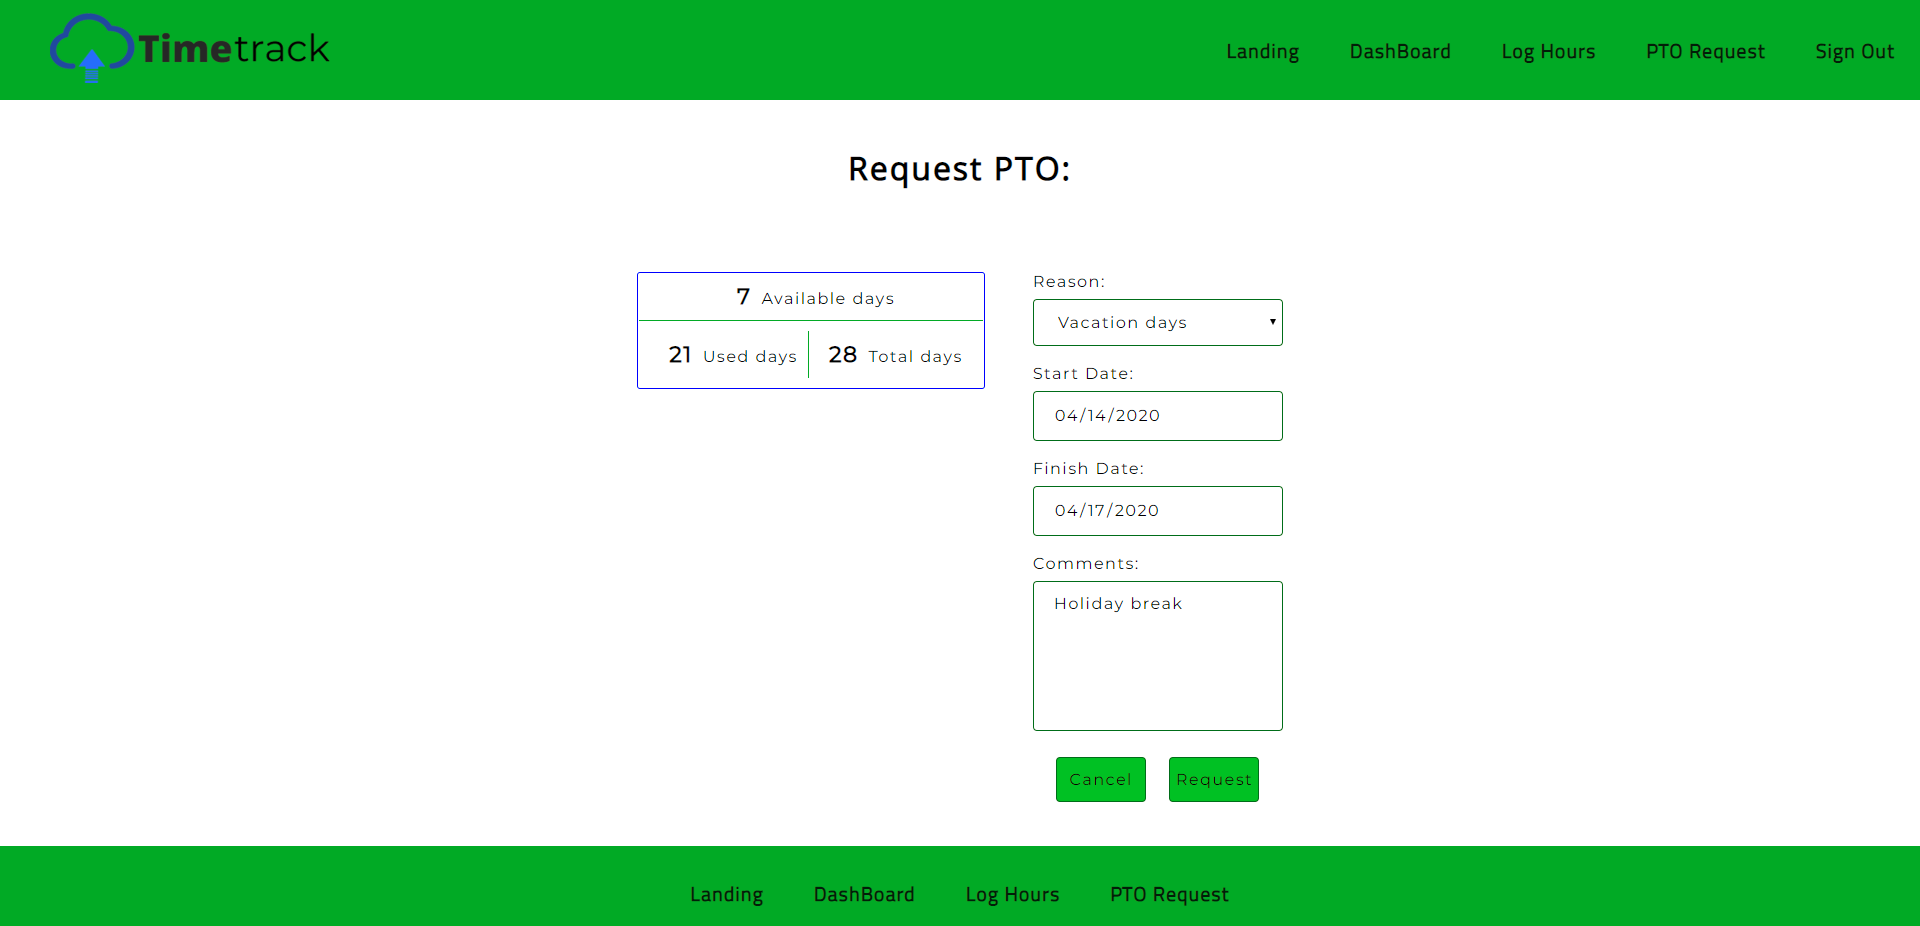 Timetrack
Landing DashBoard Log Hours PTO Request Sign Out
Request PTO:
7 Available days
21 Used days 28 Total days
Reason:
Vacation days
Start Date:
04/14/2020
Finish Date:
04/17/2020
Comments:
Holiday break
Cancel Request
Landing DashBoard Log Hours PTO Request